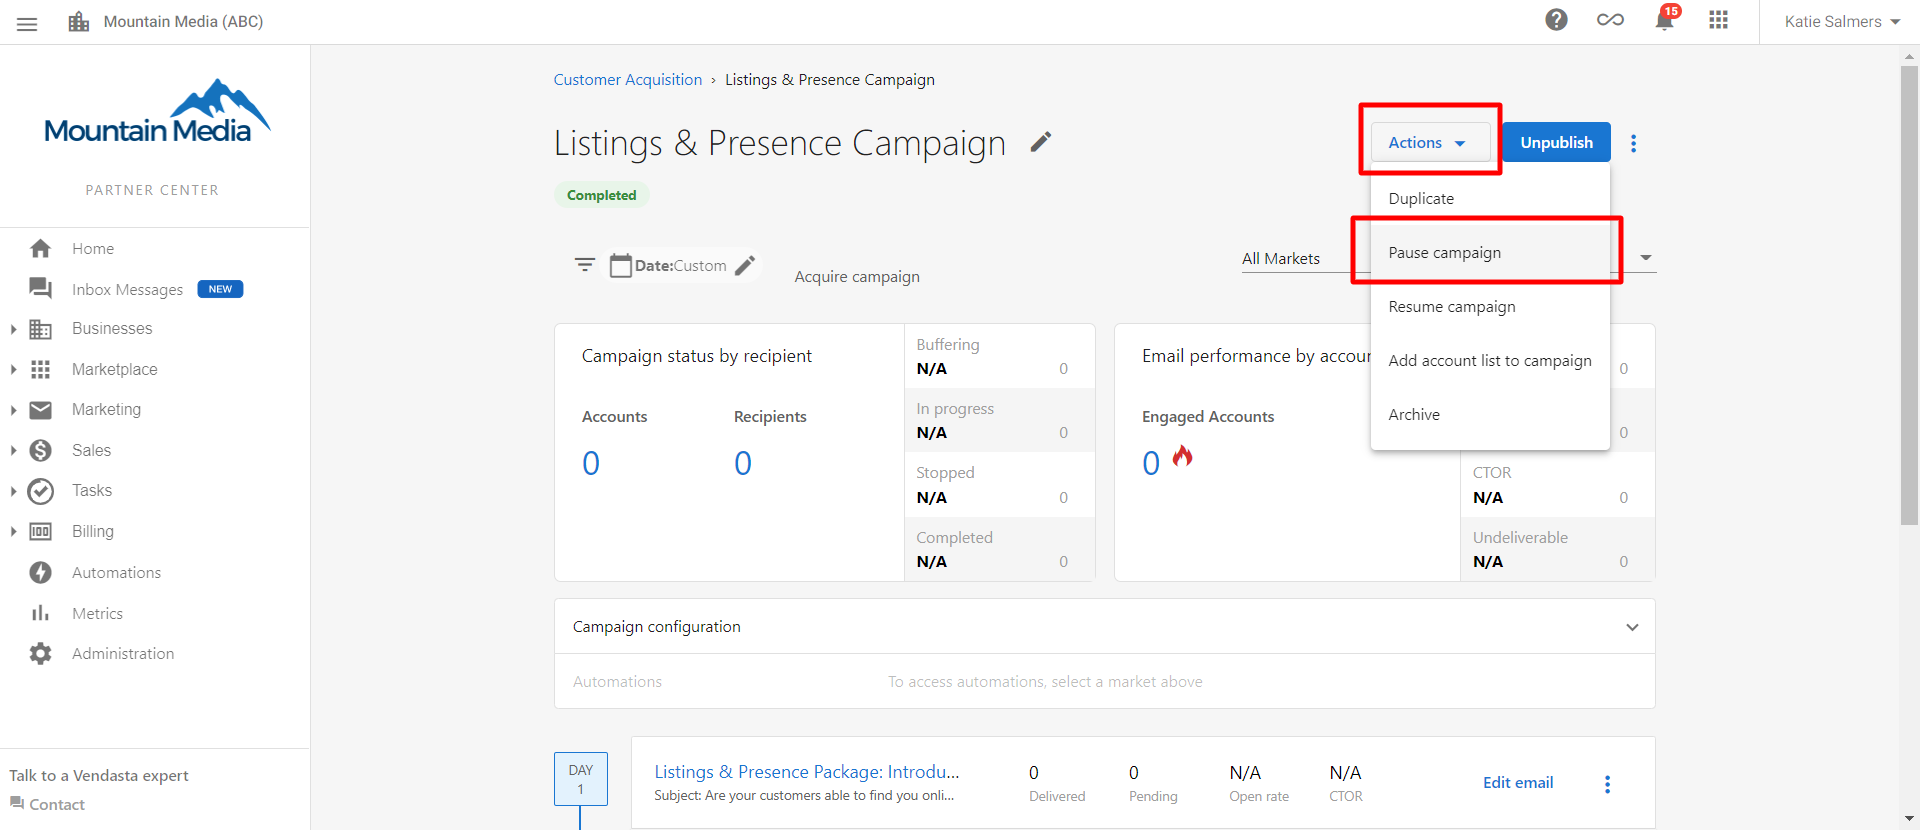 Mountain Media (ABC)
15
Katie Salmers
Mountain Media
PARTNER CENTER
Home
Inbox Messages NEW
Businesses
Marketplace
Marketing
Sales
Tasks
Billing
Automations
Metrics
Administration
Talk to a Vendasta expert
Contact
Customer Acquisition › Listings & Presence Campaign
Listings & Presence Campaign
Completed
Actions
Unpublish
Duplicate
Pause campaign
Resume campaign
Add account list to campaign
Archive
Date:Custom
Acquire campaign
All Markets
Campaign status by recipient
Accounts
0
Recipients
0
Buffering
N/A 0
In progress
N/A 0
Stopped
N/A 0
Completed
N/A 0
Email performance by accoun
Engaged Accounts
0
0
0
CTOR
N/A 0
Undeliverable
N/A 0
Campaign configuration
Automations
To access automations, select a market above
DAY
1
Listings & Presence Package: Introdu...
Subject: Are your customers able to find you onli...
0
Delivered
0
Pending
N/A
Open rate
N/A
CTOR
Edit email